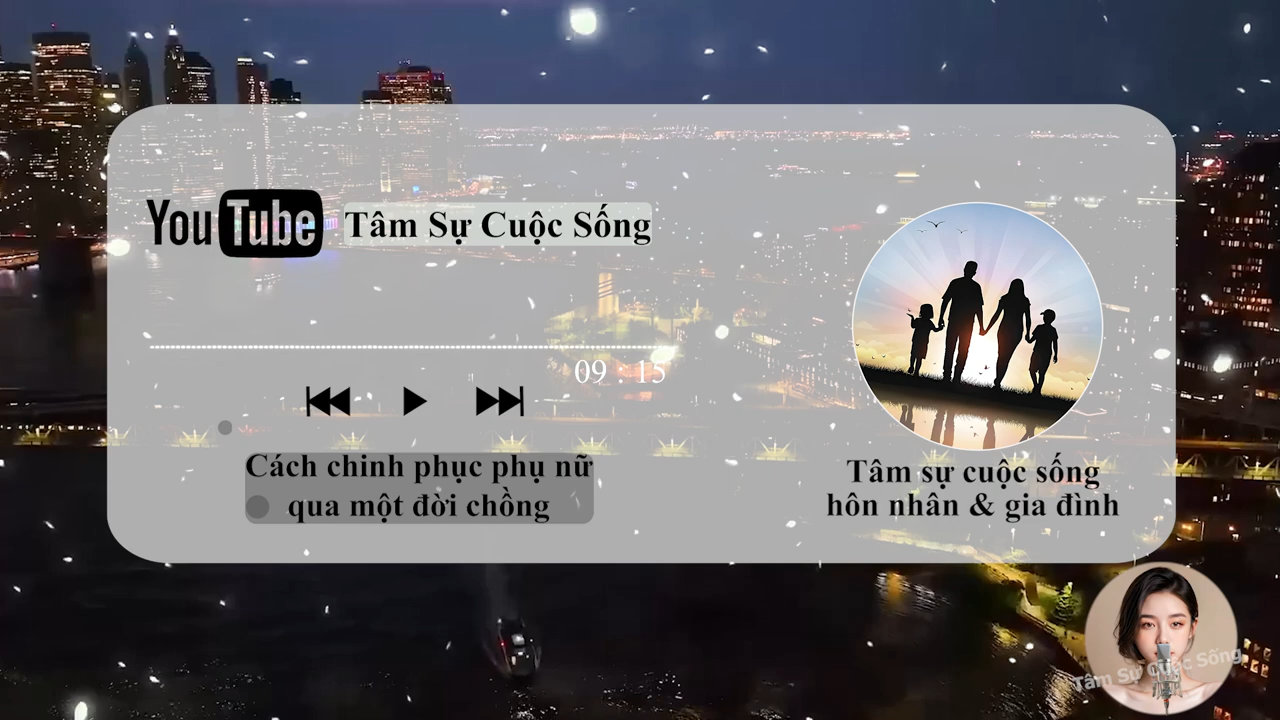 YouTube
Tâm Sự Cuộc Sống
09 : 15
Cách chinh phục phụ nữ
qua một đời chồng
Tâm sự cuộc sống
hôn nhân & gia đình
Tâm Sự Cuộc Sống